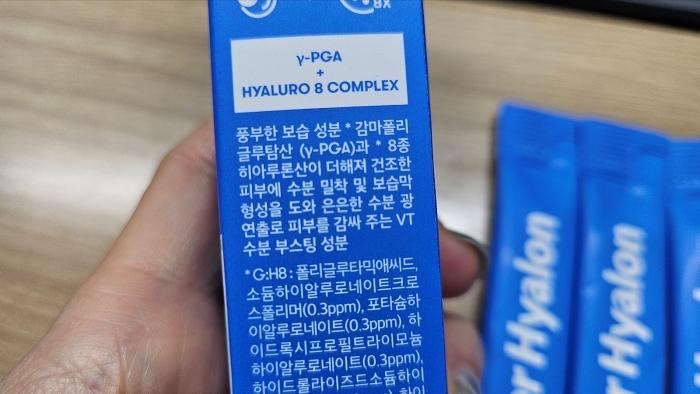 8X
γ-PGA
+
HYALURO 8 COMPLEX
풍부한 보습 성분 * 감마폴리
글루탐산 (γ-PGA)과 * 8종
히아루론산이 더해져 건조한
피부에 수분 밀착 및 보습막
형성을 도와 은은한 수분 광
연출로 피부를 감싸 주는 VT
수분 부스팅 성분
*G:H8 : 폴리글루타믹애씨드,
소듐하이알루로네이트크로
스폴리머(0.3ppm), 포타슘하
이알루로네이트(0.3ppm), 하
이드록시프로필트라이모늄
하이알루로네이트(0.3ppm),
하이드롤라이즈드소듐하이
er Hyalon
r Hyalon